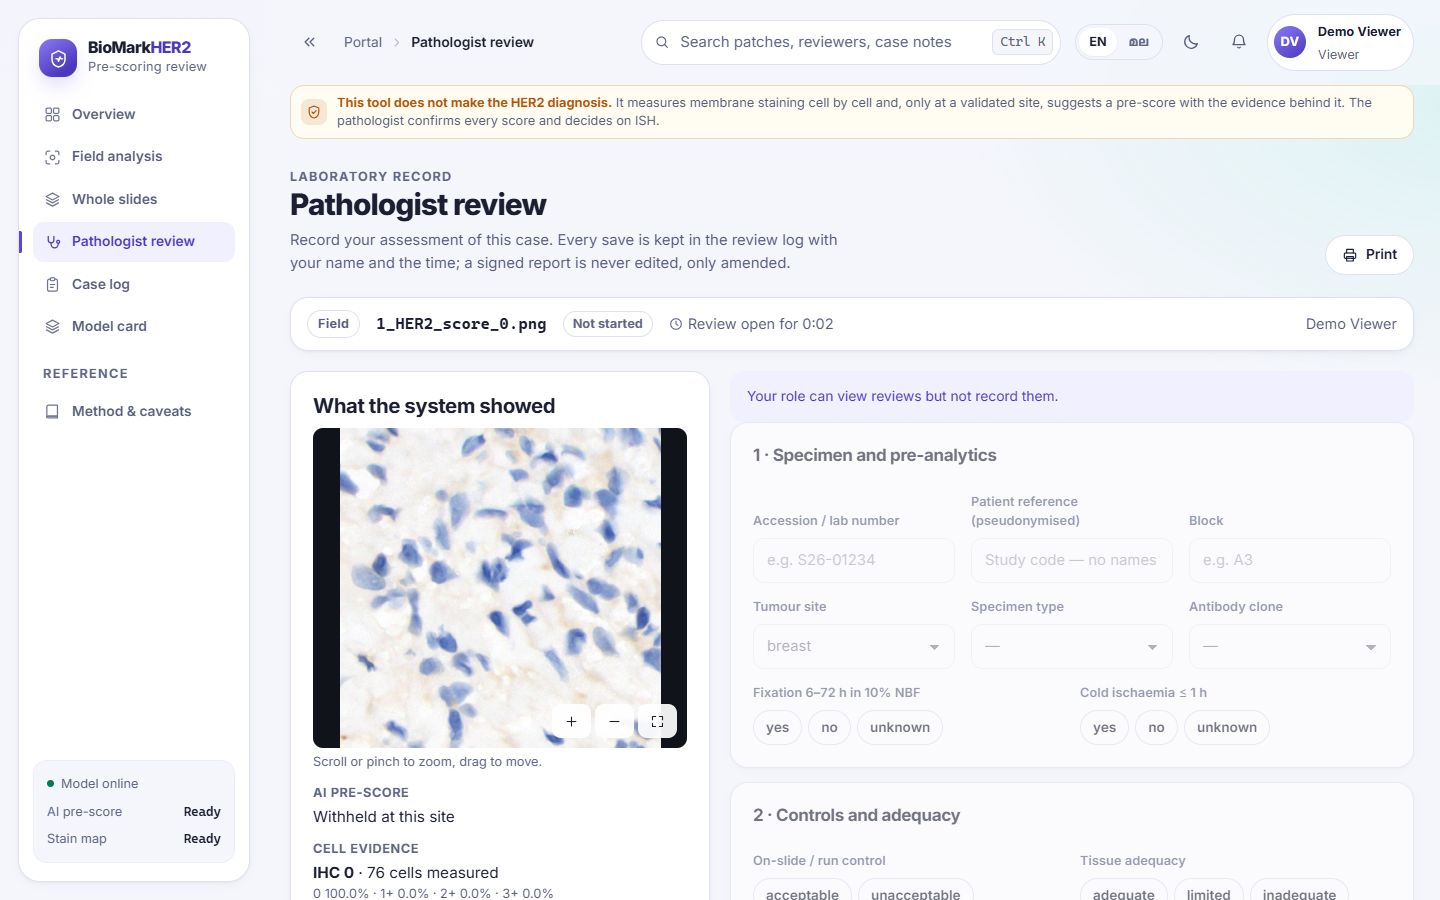 BioMarkHER2
Pre-scoring review
Overview
Field analysis
Whole slides
Pathologist review
Case log
Model card
REFERENCE
Method & caveats
Model online
AI pre-score Ready
Stain map Ready
Portal › Pathologist review
Search patches, reviewers, case notes Ctrl K
EN മല
DV Demo Viewer
Viewer
This tool does not make the HER2 diagnosis. It measures membrane staining cell by cell and, only at a validated site, suggests a pre-score with the evidence behind it. The
pathologist confirms every score and decides on ISH.
LABORATORY RECORD
Pathologist review
Record your assessment of this case. Every save is kept in the review log with
your name and the time; a signed report is never edited, only amended.
Print
Field 1_HER2_score_0.png Not started Review open for 0:02 Demo Viewer
What the system showed
Scroll or pinch to zoom, drag to move.
AI PRE-SCORE
Withheld at this site
CELL EVIDENCE
IHC 0 · 76 cells measured
0 100.0% · 1+ 0.0% · 2+ 0.0% · 3+ 0.0%
Your role can view reviews but not record them.
1 · Specimen and pre-analytics
Accession / lab number
Patient reference
(pseudonymised)
Block
e.g. S26-01234 Study code — no names e.g. A3
Tumour site Specimen type Antibody clone
breast — —
Fixation 6–72 h in 10% NBF Cold ischaemia ≤ 1 h
yes no unknown yes no unknown
2 · Controls and adequacy
On-slide / run control Tissue adequacy
acceptable unacceptable adequate limited inadequate